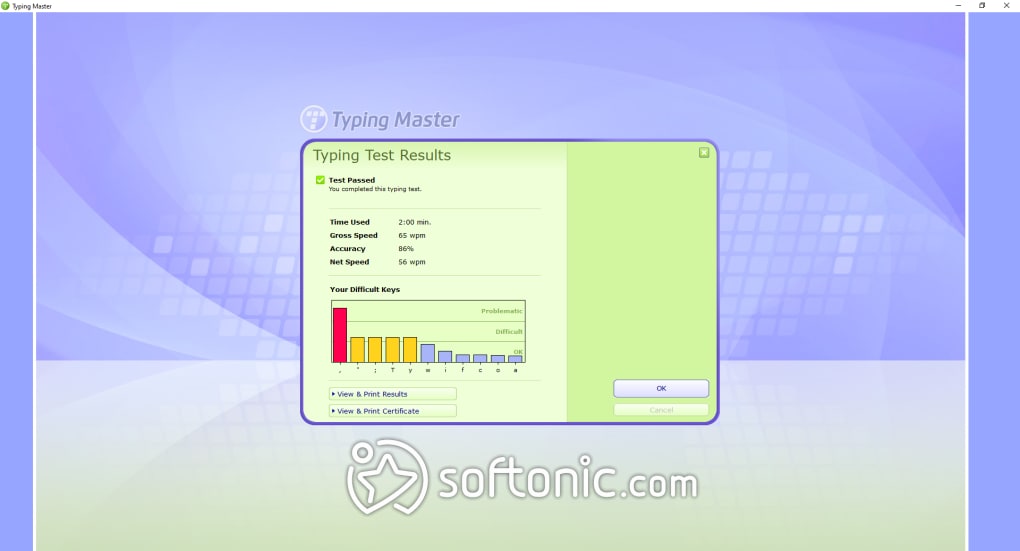 Typing Master
Typing Master
Typing Test Results
Test Passed
You completed this typing test.
Time Used 2:00 min.
Gross Speed 65 wpm
Accuracy 86%
Net Speed 56 wpm
Your Difficult Keys
Problematic
Difficult
OK
, " ; T y w i f c o a
View & Print Results
View & Print Certificate
OK
Cancel
softonic.com